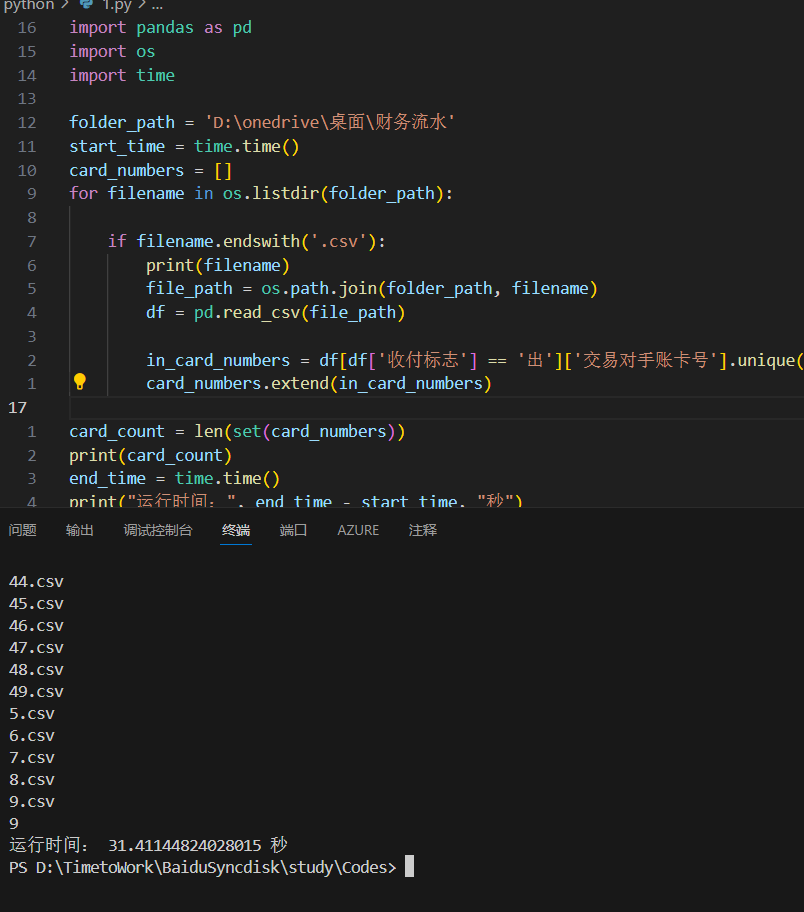 python > 1.py > ...
16 import pandas as pd
15 import os
14 import time
13
12 folder_path = 'D:\onedrive\桌面\财务流水'
11 start_time = time.time()
10 card_numbers = []
9 for filename in os.listdir(folder_path):
8
7 if filename.endswith('.csv'):
6 print(filename)
5 file_path = os.path.join(folder_path, filename)
4 df = pd.read_csv(file_path)
3
2 in_card_numbers = df[df['收付标志'] == '出']['交易对手账卡号'].unique(
1 card_numbers.extend(in_card_numbers)
17
1 card_count = len(set(card_numbers))
2 print(card_count)
3 end_time = time.time()
4 print("运行时间：", end_time - start_time, "秒")
问题 输出 调试控制台 终端 端口 AZURE 注释
44.csv
45.csv
46.csv
47.csv
48.csv
49.csv
5.csv
6.csv
7.csv
8.csv
9.csv
9
运行时间： 31.41144824028015 秒
PS D:\TimetoWork\BaiduSyncdisk\study\Codes>